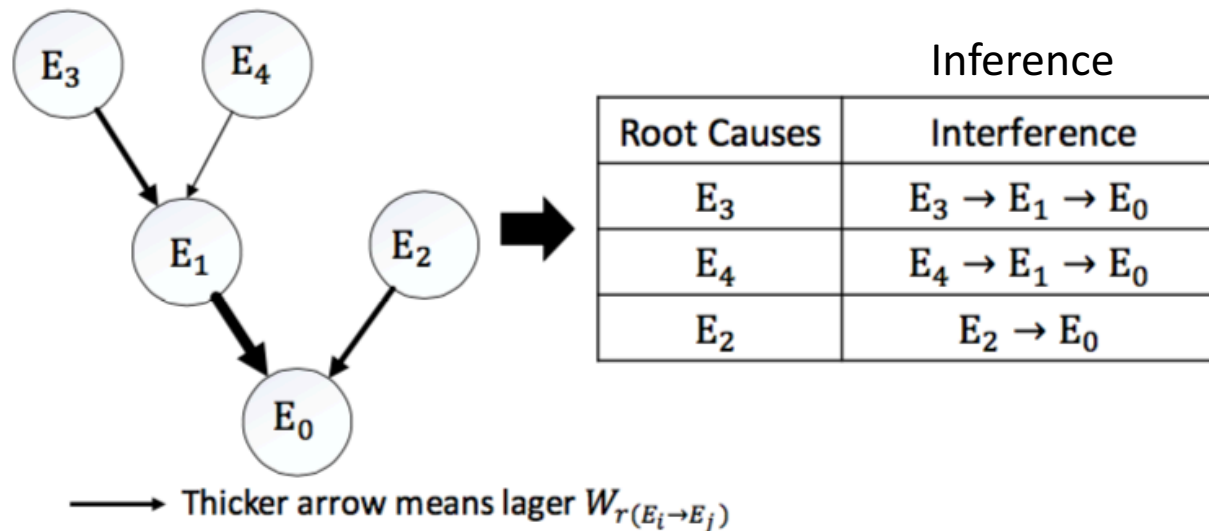 E₃
E₄
E₁
E₂
E₀
Thicker arrow means lager W_r(Eᵢ→Eⱼ)
Inference
Root Causes Interference
E₃ E₃ → E₁ → E₀
E₄ E₄ → E₁ → E₀
E₂ E₂ → E₀